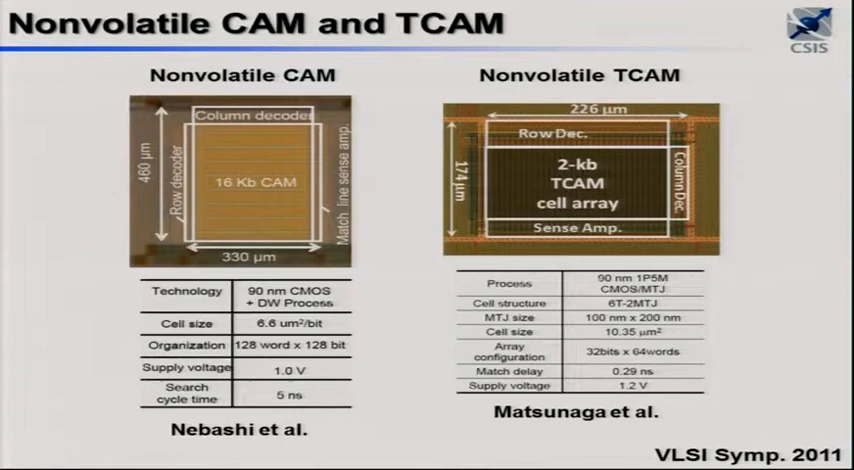 Nonvolatile CAM and TCAM
CSIS
Nonvolatile CAM
Column decoder
460 µm
Row decoder
16 Kb CAM
Match line sense amp.
330 µm
Technology 90 nm CMOS + DW Process
Cell size 6.6 um²/bit
Organization 128 word x 128 bit
Supply voltage 1.0 V
Search cycle time 5 ns
Nebashi et al.
Nonvolatile TCAM
226 µm
Row Dec.
174µm
2-kb
TCAM
cell array
Column Dec.
Sense Amp.
Process 90 nm 1P5M CMOS/MTJ
Cell structure 6T-2MTJ
MTJ size 100 nm x 200 nm
Cell size 10.35 µm²
Array configuration 32bits x 64words
Match delay 0.29 ns
Supply voltage 1.2 V
Matsunaga et al.
VLSI Symp. 2011